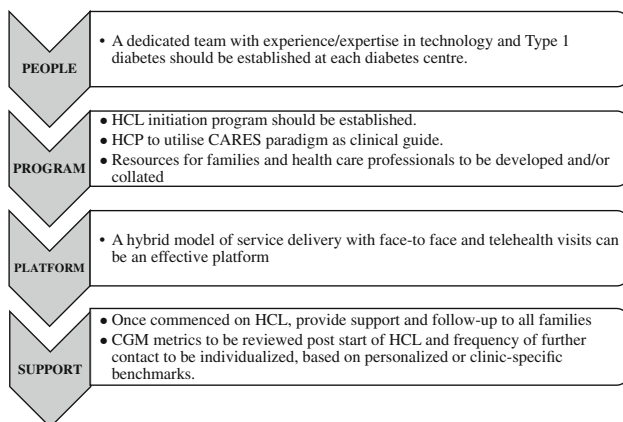 PEOPLE
• A dedicated team with experience/expertise in technology and Type 1
diabetes should be established at each diabetes centre.
PROGRAM
● HCL initiation program should be established.
● HCP to utilise CARES paradigm as clinical guide.
● Resources for families and health care professionals to be developed and/or
collated
PLATFORM
• A hybrid model of service delivery with face-to face and telehealth visits can
be an effective platform
SUPPORT
● Once commenced on HCL, provide support and follow-up to all families
● CGM metrics to be reviewed post start of HCL and frequency of further
contact to be individualized, based on personalized or clinic-specific
benchmarks.